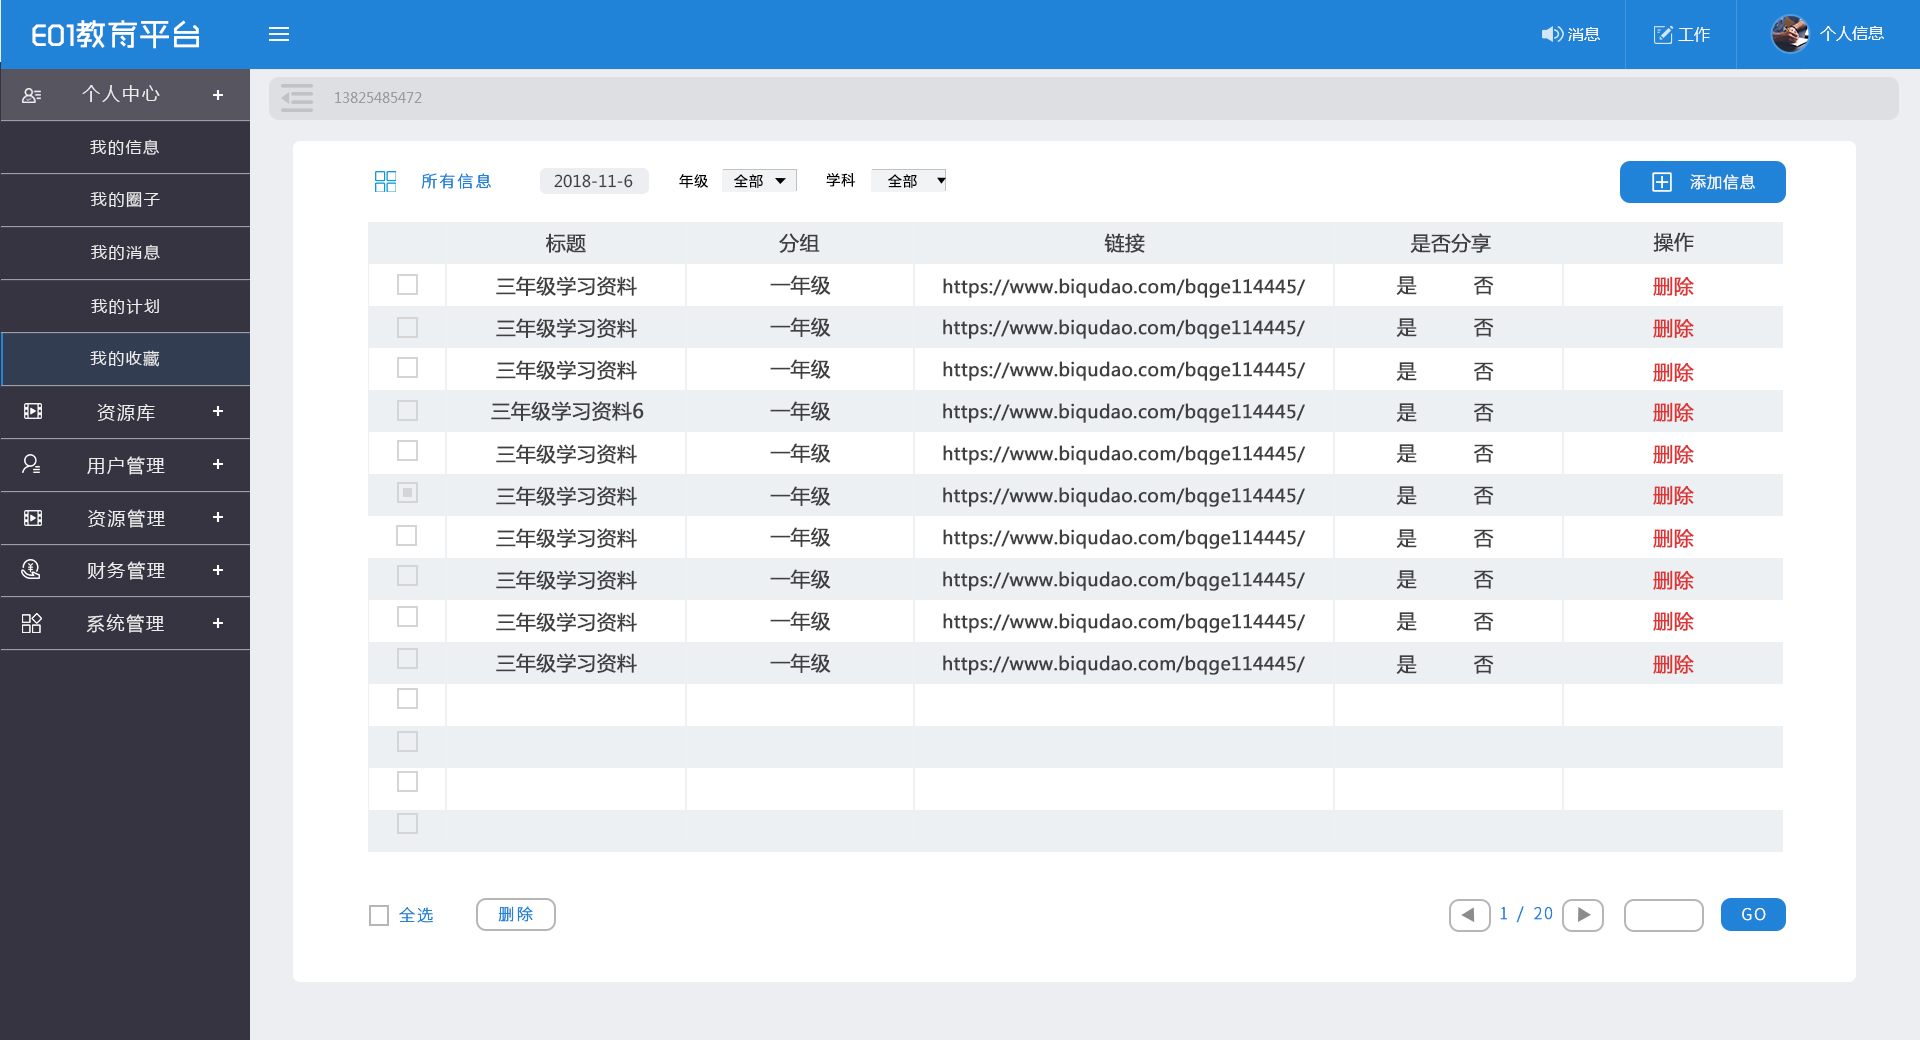 E01教育平台
消息
工作
个人信息
个人中心 +
我的信息
我的圈子
我的消息
我的计划
我的收藏
资源库 +
用户管理 +
资源管理 +
财务管理 +
系统管理 +
13825485472
所有信息 2018-11-6 年级 全部 学科 全部 添加信息
标题 分组 链接 是否分享 操作
三年级学习资料 一年级 https://www.biqudao.com/bqge114445/ 是 否 删除
三年级学习资料 一年级 https://www.biqudao.com/bqge114445/ 是 否 删除
三年级学习资料 一年级 https://www.biqudao.com/bqge114445/ 是 否 删除
三年级学习资料6 一年级 https://www.biqudao.com/bqge114445/ 是 否 删除
三年级学习资料 一年级 https://www.biqudao.com/bqge114445/ 是 否 删除
三年级学习资料 一年级 https://www.biqudao.com/bqge114445/ 是 否 删除
三年级学习资料 一年级 https://www.biqudao.com/bqge114445/ 是 否 删除
三年级学习资料 一年级 https://www.biqudao.com/bqge114445/ 是 否 删除
三年级学习资料 一年级 https://www.biqudao.com/bqge114445/ 是 否 删除
三年级学习资料 一年级 https://www.biqudao.com/bqge114445/ 是 否 删除
全选 删除 1 / 20 GO